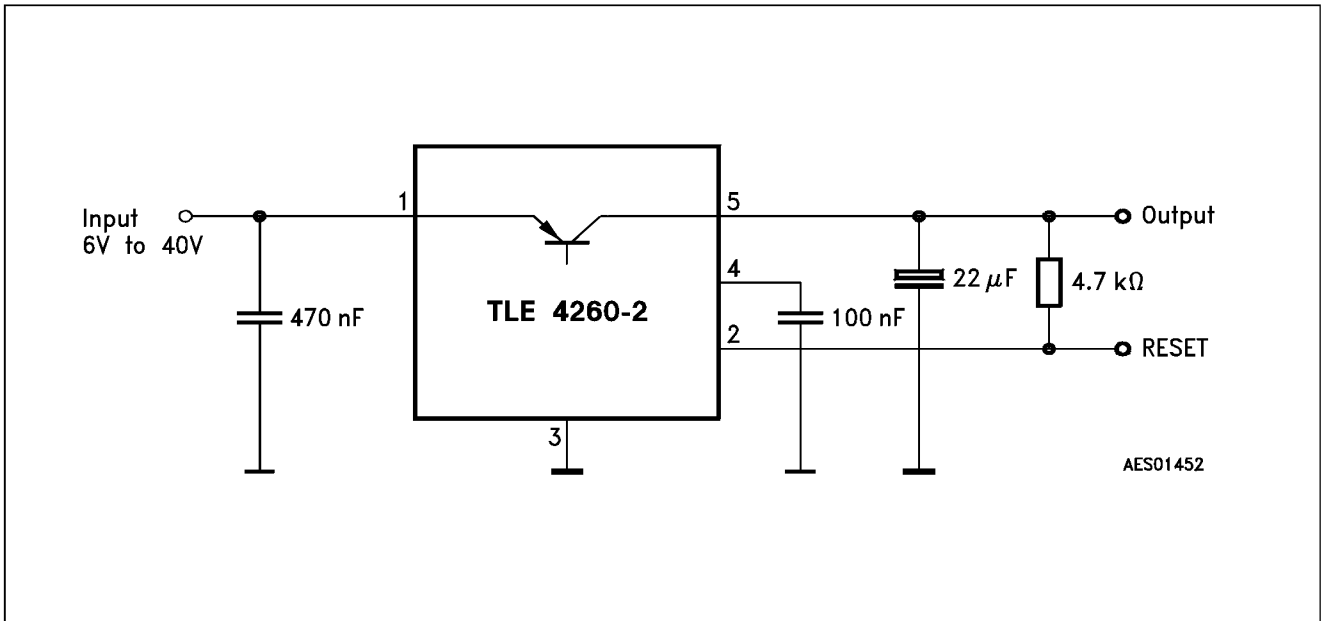 Input
6V to 40V
470 nF
1
TLE 4260-2
3
5
4
2
100 nF
22 μF
4.7 kΩ
Output
RESET
AES01452